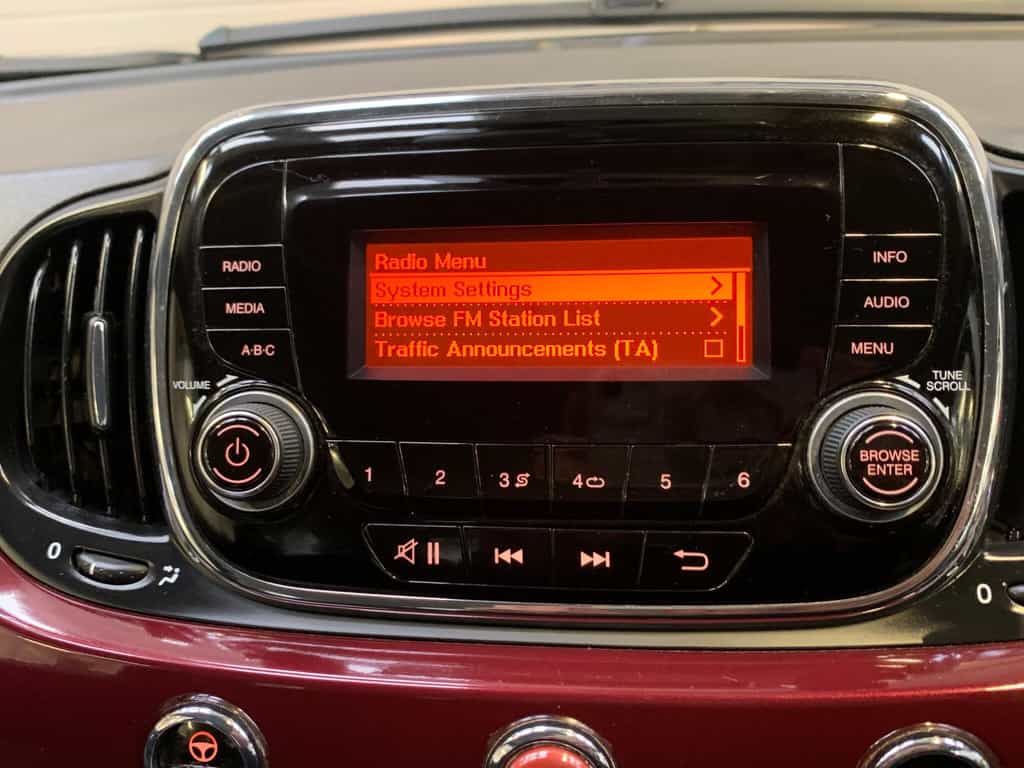 Radio Menu
System Settings
Browse FM Station List
Traffic Announcements (TA)
RADIO
MEDIA
A·B·C
VOLUME
INFO
AUDIO
MENU
TUNE
SCROLL
BROWSE
ENTER
1 2 3 4 5 6
0
0